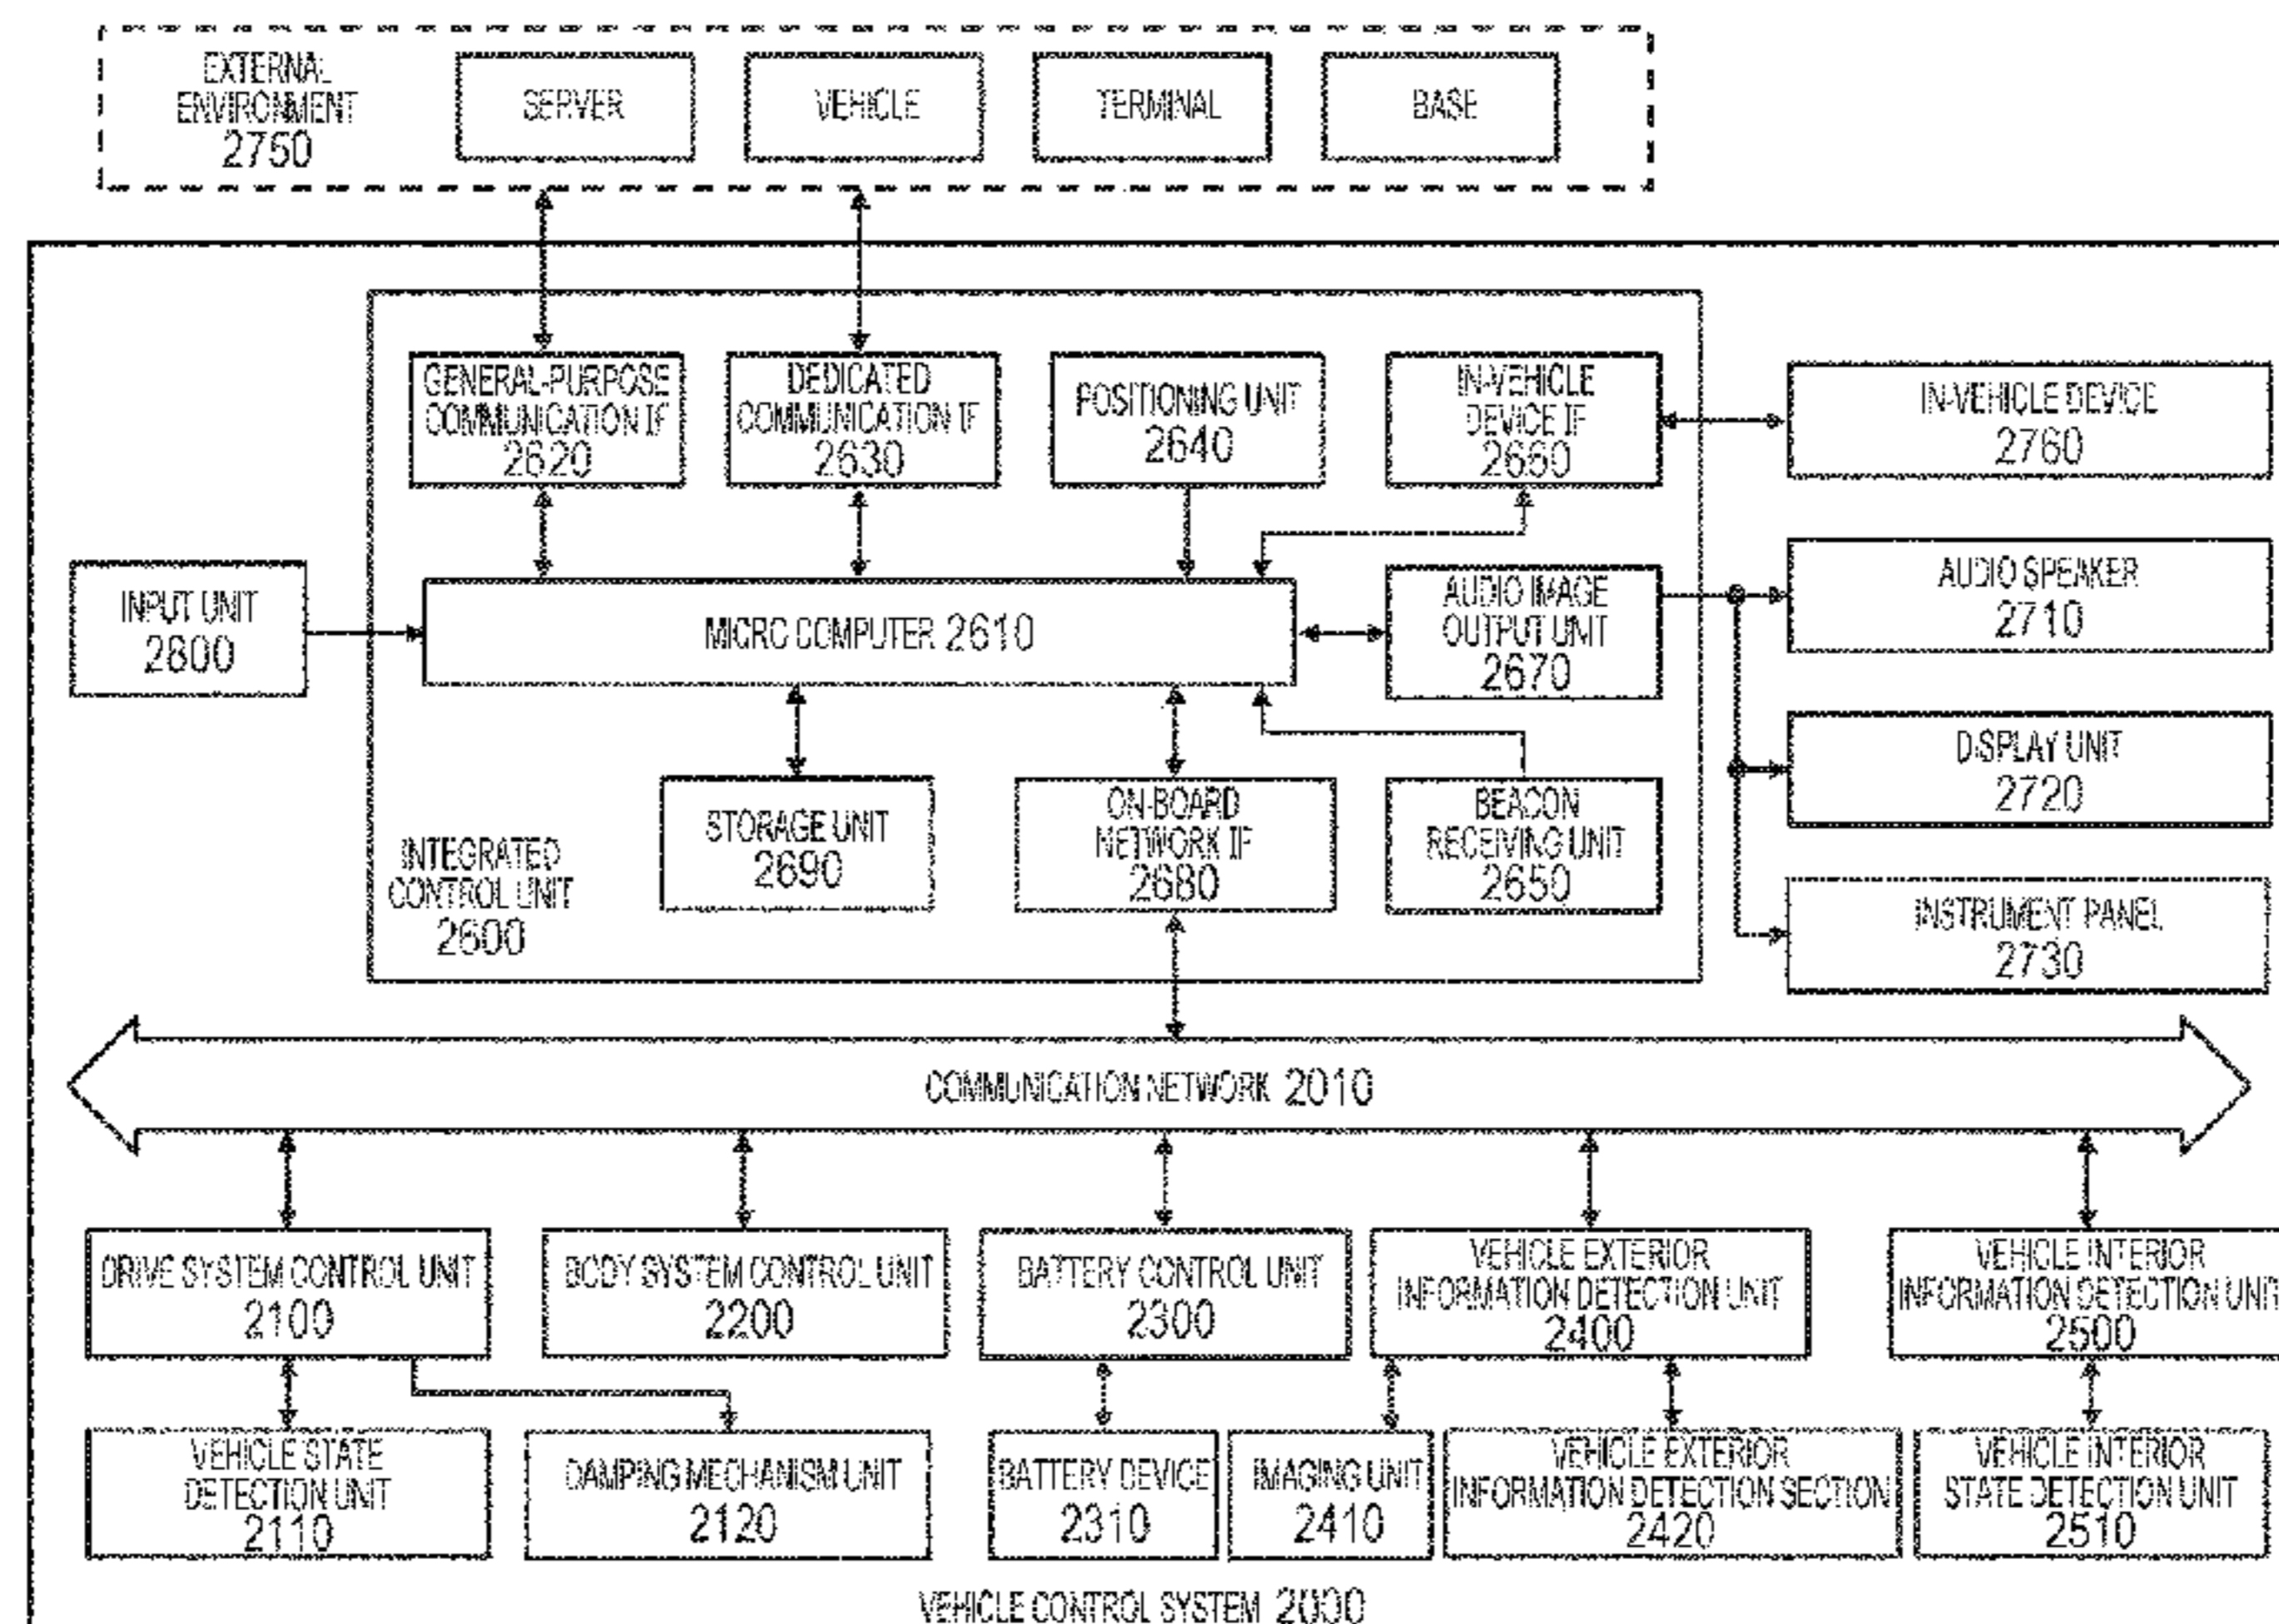 EXTERNAL
ENVIRONMENT
2750
SERVER
VEHICLE
TERMINAL
BASE
GENERAL-PURPOSE
COMMUNICATION IF
2620
DEDICATED
COMMUNICATION IF
2630
POSITIONING UNIT
2640
IN-VEHICLE
DEVICE IF
2660
IN-VEHICLE DEVICE
2760
INPUT UNIT
2800
MICRO COMPUTER 2610
AUDIO IMAGE
OUTPUT UNIT
2670
AUDIO SPEAKER
2710
DISPLAY UNIT
2720
INTEGRATED
CONTROL UNIT
2600
STORAGE UNIT
2690
ON-BOARD
NETWORK IF
2680
BEACON
RECEIVING UNIT
2650
INSTRUMENT PANEL
2730
COMMUNICATION NETWORK 2010
DRIVE SYSTEM CONTROL UNIT
2100
BODY SYSTEM CONTROL UNIT
2200
BATTERY CONTROL UNIT
2300
VEHICLE EXTERIOR
INFORMATION DETECTION UNIT
2400
VEHICLE INTERIOR
INFORMATION DETECTION UNIT
2500
VEHICLE STATE
DETECTION UNIT
2110
DAMPING MECHANISM UNIT
2120
BATTERY DEVICE
2310
IMAGING UNIT
2410
VEHICLE EXTERIOR
INFORMATION DETECTION SECTION
2420
VEHICLE INTERIOR
STATE DETECTION UNIT
2510
VEHICLE CONTROL SYSTEM 2000